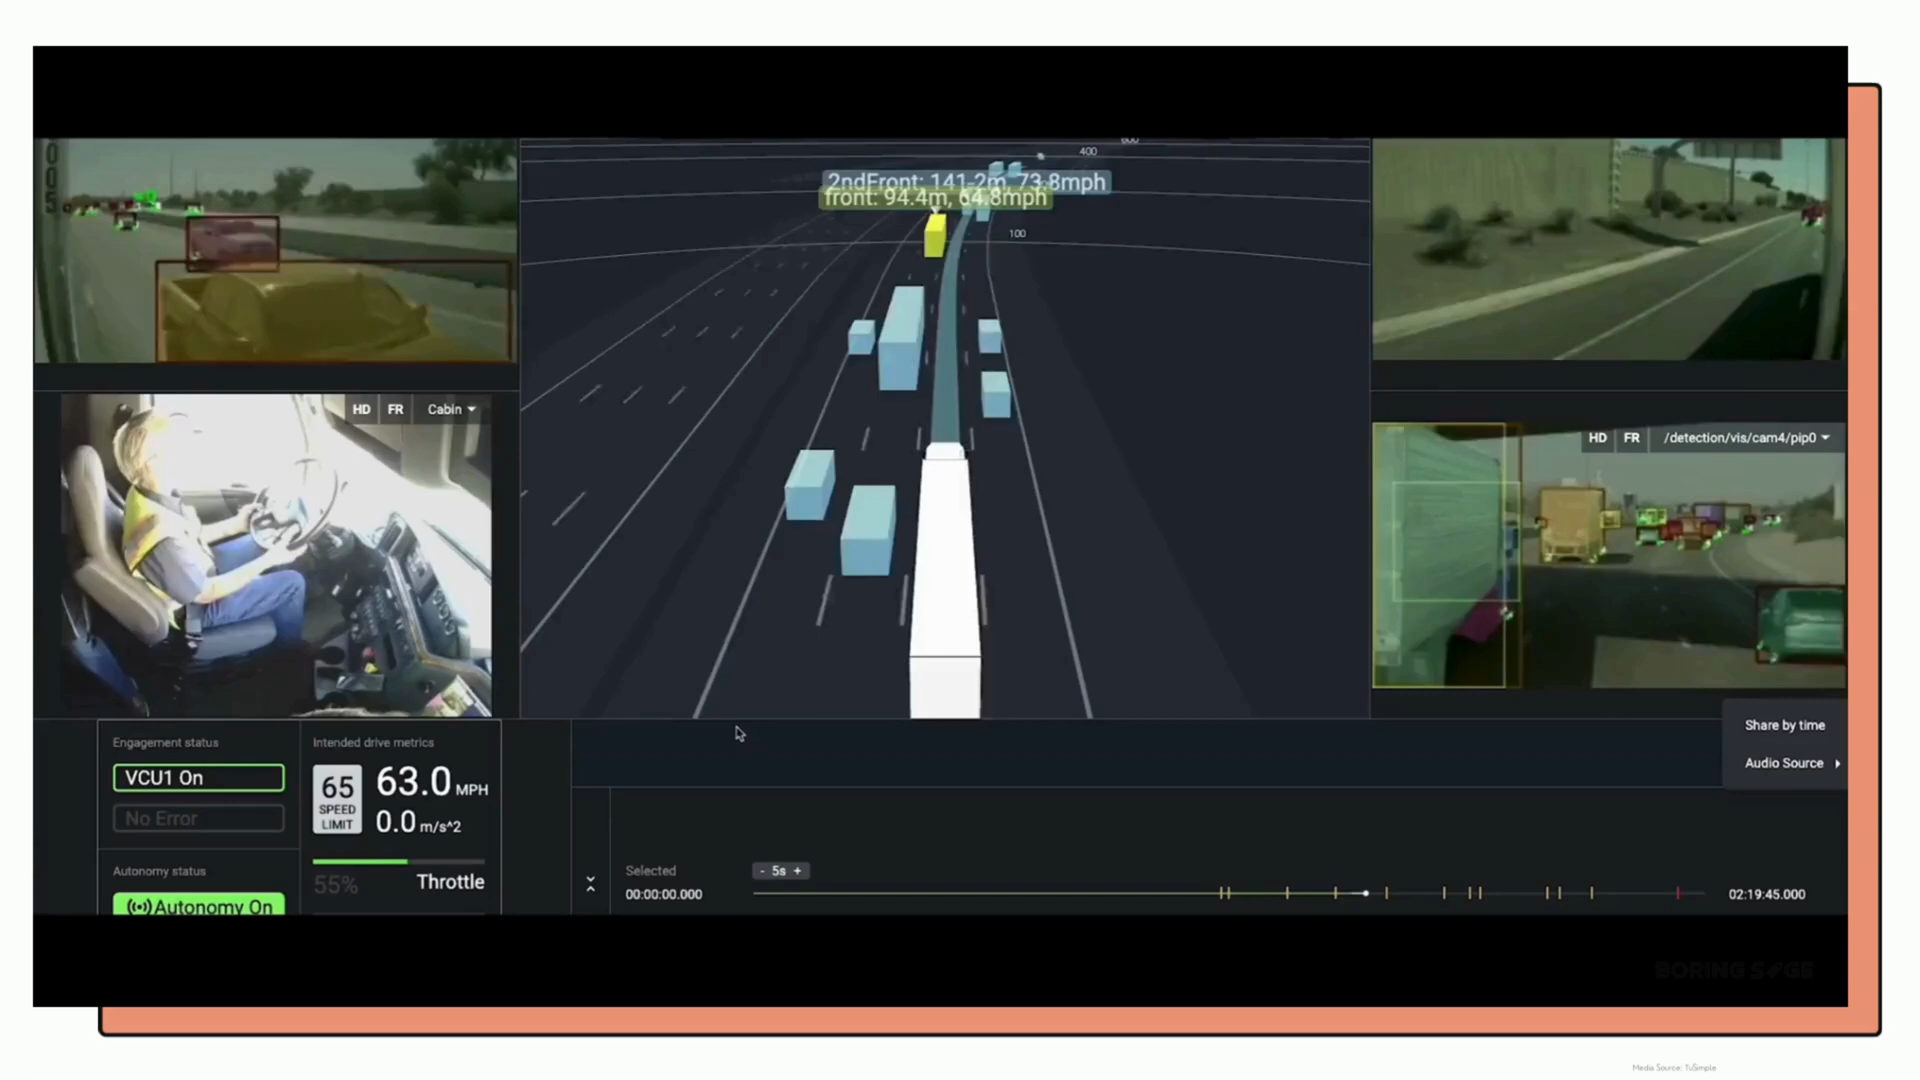 600
400
2ndFront: 141.2m, 73.8mph
front: 94.4m, 64.8mph
100
HD FR Cabin
HD FR /detection/vis/cam4/pip0
Share by time
Audio Source
Engagement status
VCU1 On
No Error
Autonomy status
Autonomy On
Intended drive metrics
65
SPEED
LIMIT
63.0 MPH
0.0 m/s^2
55% Throttle
Selected
- 5s +
00:00:00.000
02:19:45.000
BORING SAGE
Media Source: TuSimple